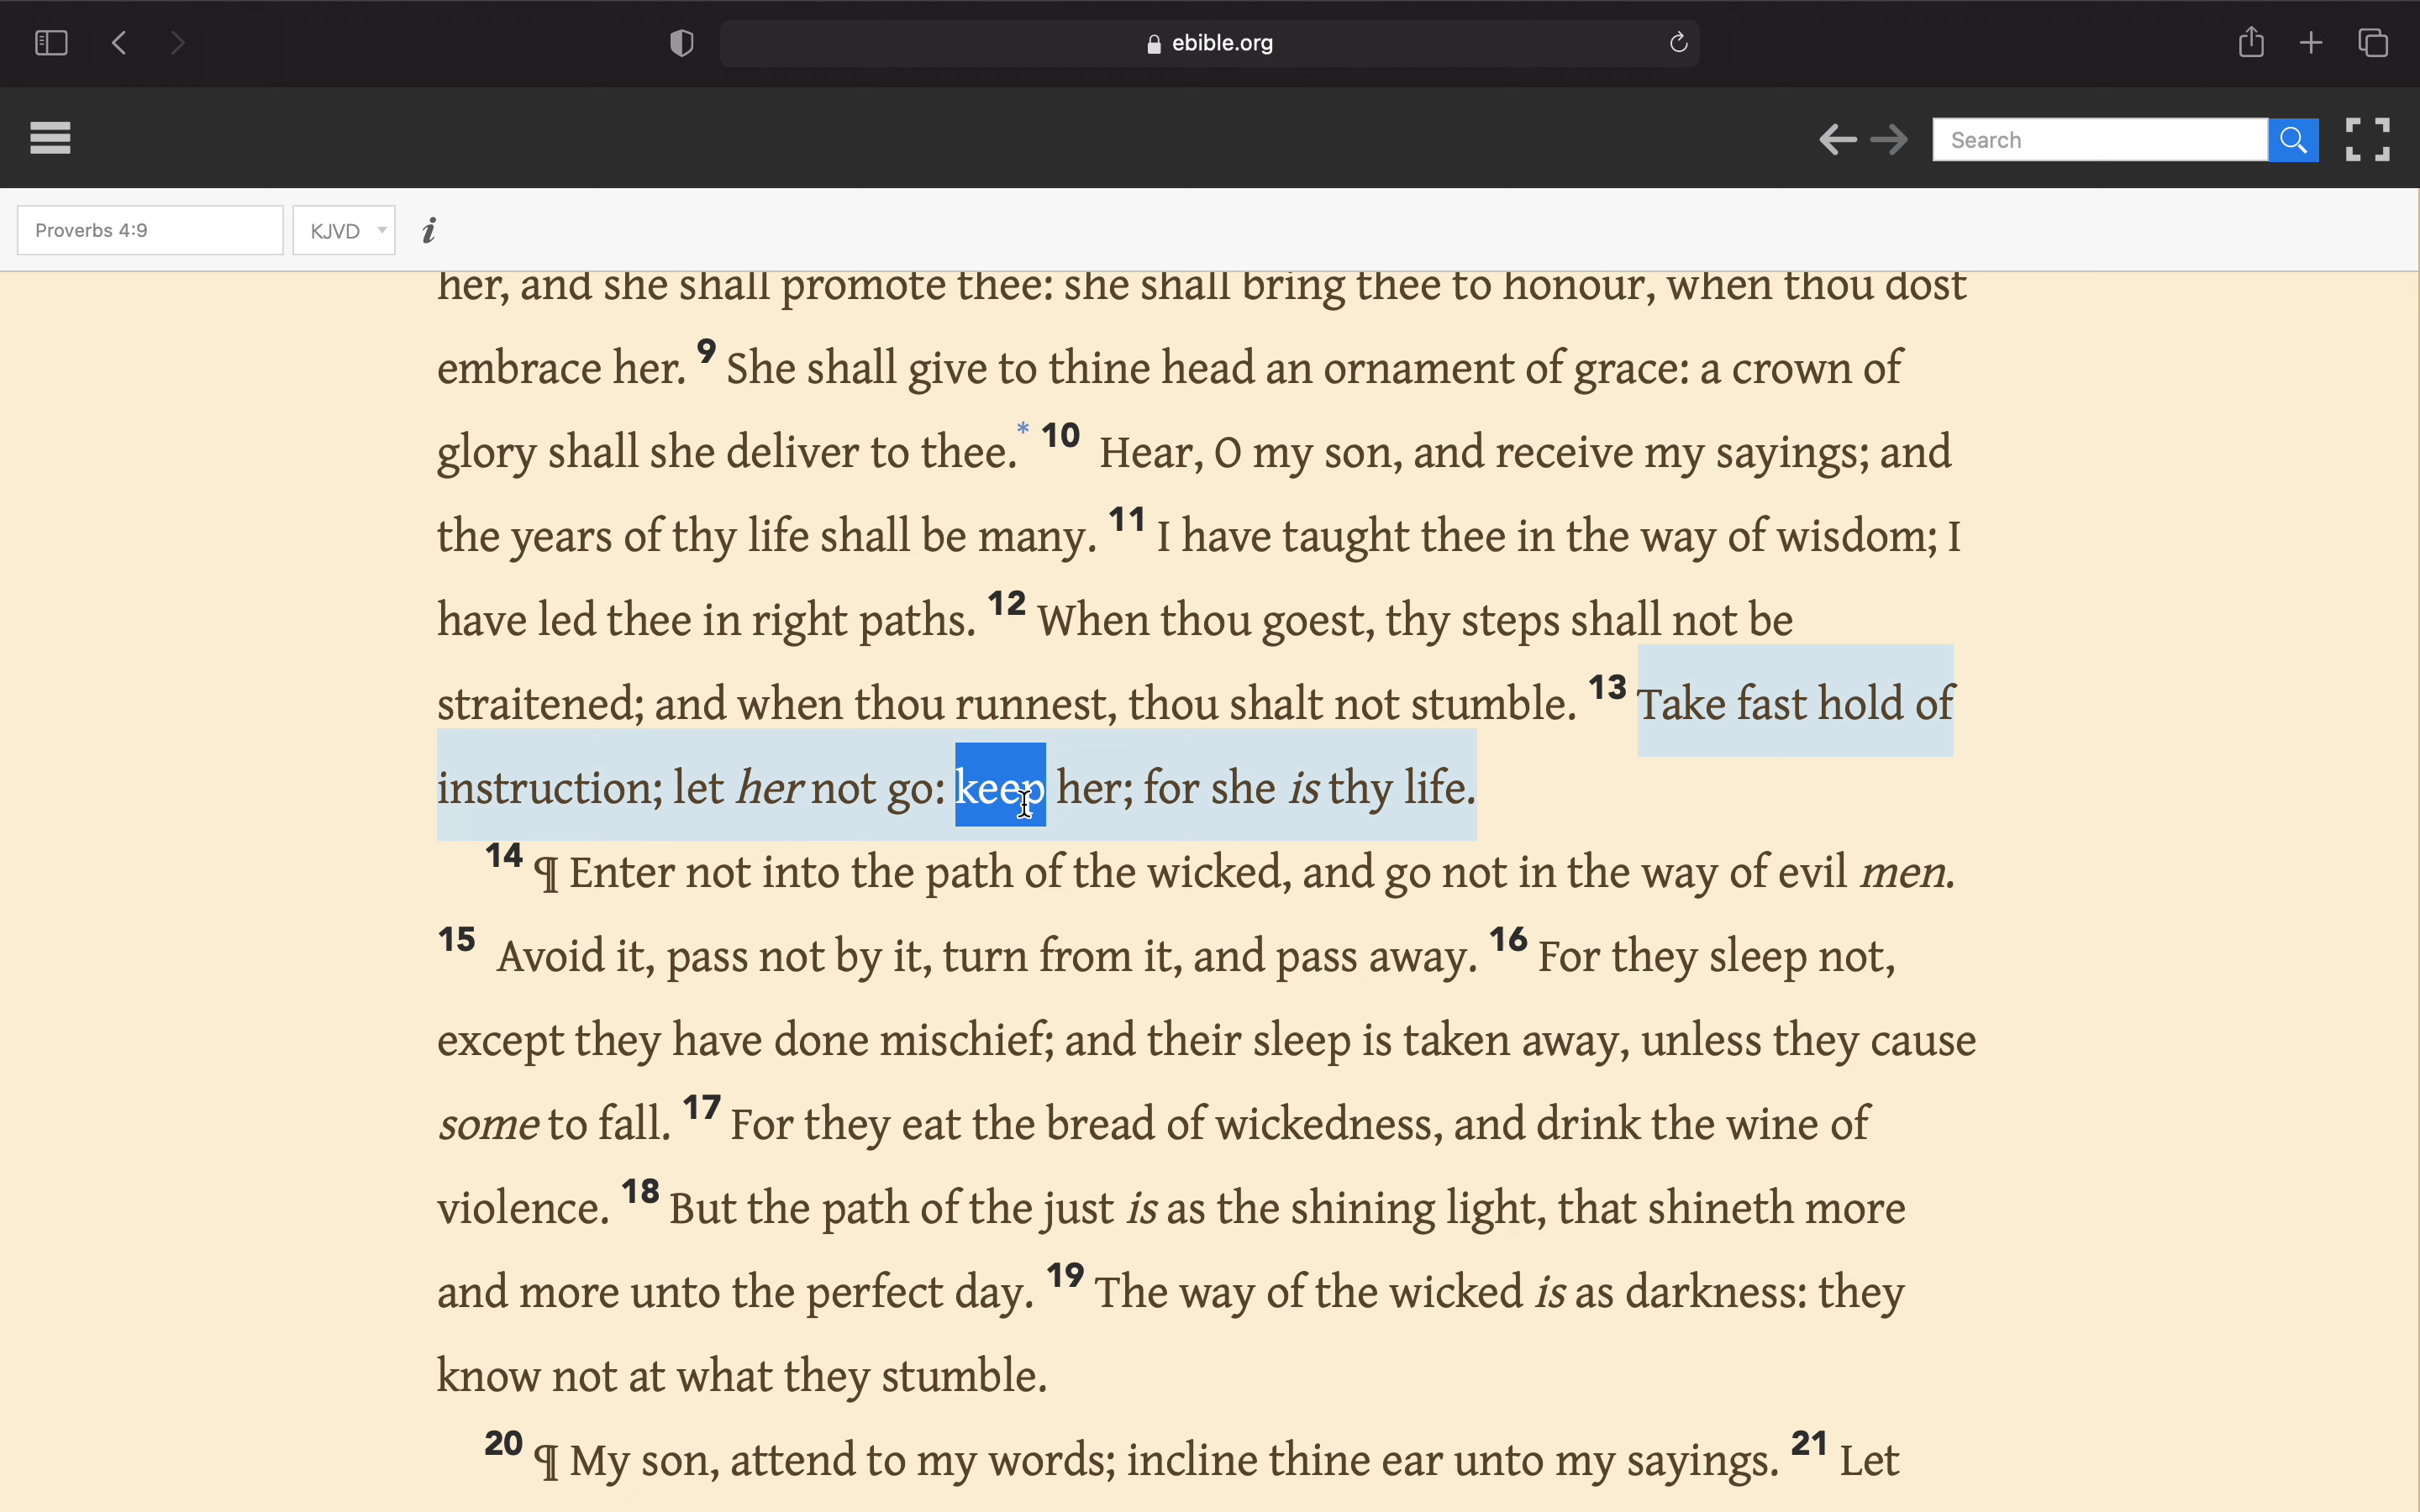 ebible.org
Search
Proverbs 4:9 KJVD i
her, and she shall promote thee: she shall bring thee to honour, when thou dost
embrace her. 9 She shall give to thine head an ornament of grace: a crown of
glory shall she deliver to thee.* 10 Hear, O my son, and receive my sayings; and
the years of thy life shall be many. 11 I have taught thee in the way of wisdom; I
have led thee in right paths. 12 When thou goest, thy steps shall not be
straitened; and when thou runnest, thou shalt not stumble. 13 Take fast hold of
instruction; let her not go: keep her; for she is thy life.
14 ¶ Enter not into the path of the wicked, and go not in the way of evil men.
15 Avoid it, pass not by it, turn from it, and pass away. 16 For they sleep not,
except they have done mischief; and their sleep is taken away, unless they cause
some to fall. 17 For they eat the bread of wickedness, and drink the wine of
violence. 18 But the path of the just is as the shining light, that shineth more
and more unto the perfect day. 19 The way of the wicked is as darkness: they
know not at what they stumble.
20 ¶ My son, attend to my words; incline thine ear unto my sayings. 21 Let